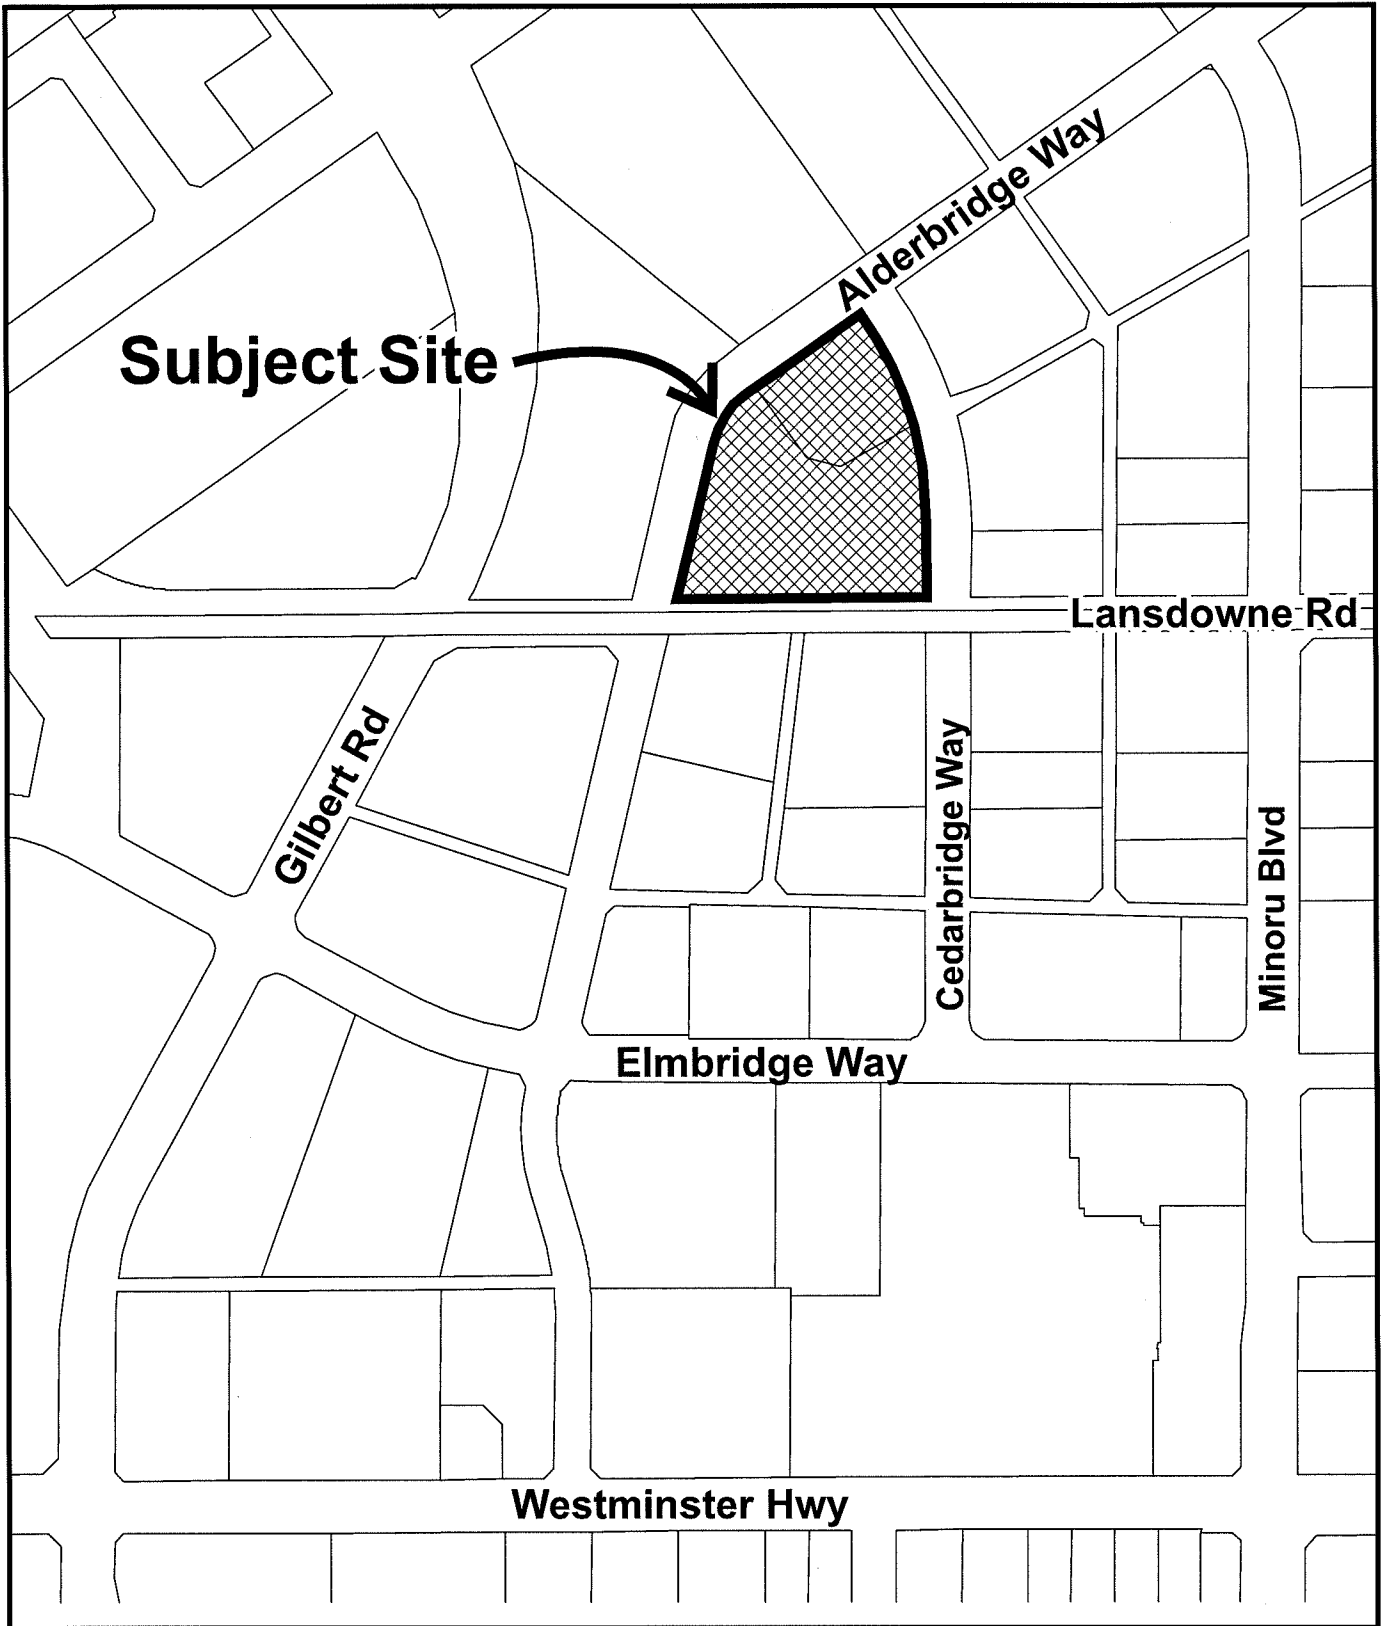 Alderbridge Way
Subject Site
Lansdowne Rd
Gilbert Rd
Cedarbridge Way
Minoru Blvd
Elmbridge Way
Westminster Hwy